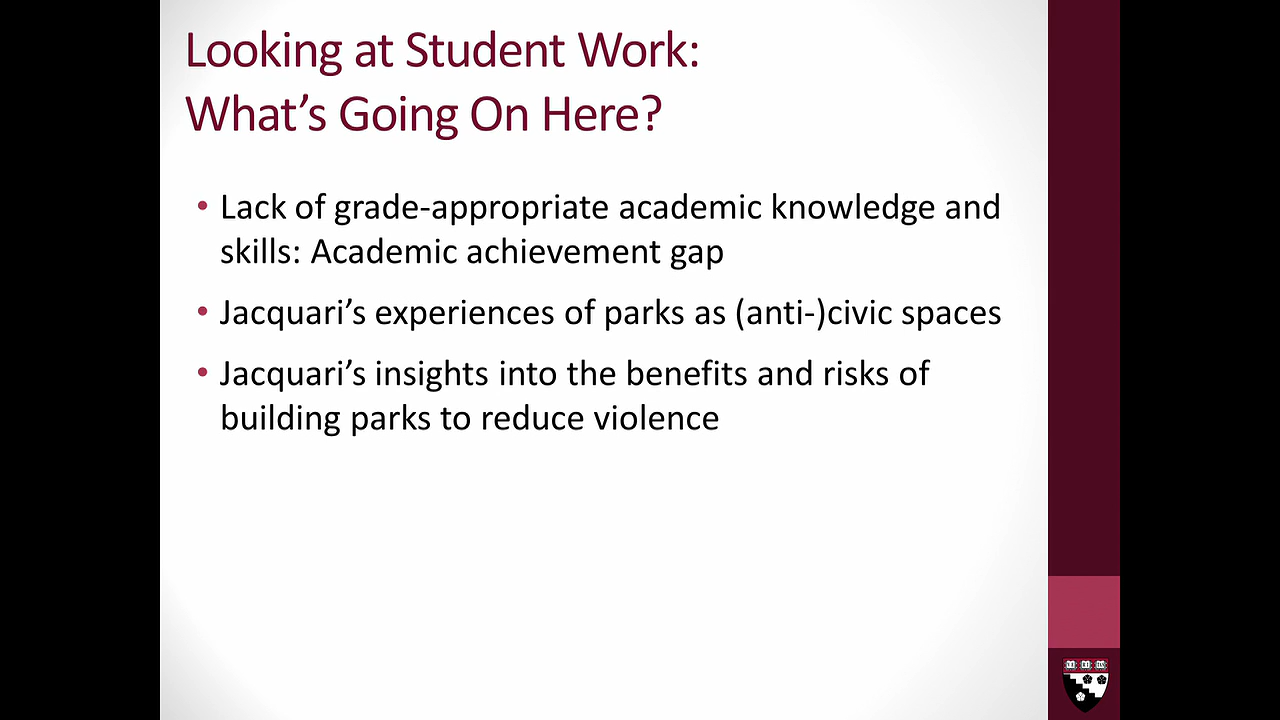 Looking at Student Work:
What’s Going On Here?
• Lack of grade-appropriate academic knowledge and
skills: Academic achievement gap
• Jacquari’s experiences of parks as (anti-)civic spaces
• Jacquari’s insights into the benefits and risks of
building parks to reduce violence